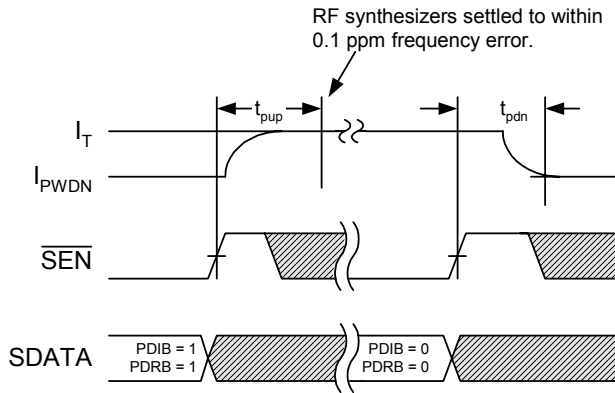 RF synthesizers settled to within
0.1 ppm frequency error.
t_pup
t_pdn
I_T
I_PWDN
SEN
SDATA
PDIB = 1
PDRB = 1
PDIB = 0
PDRB = 0